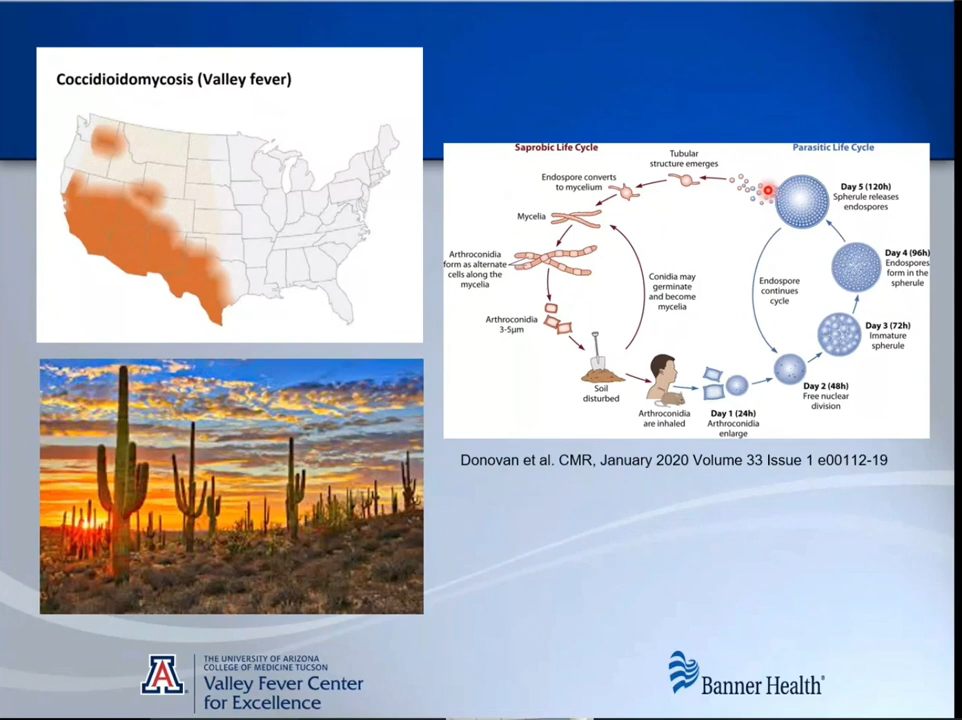 Coccidioidomycosis (Valley fever)
Saprobic Life Cycle
Parasitic Life Cycle
Tubular
structure emerges
Endospore converts
to mycelium
Mycelia
Arthroconidia
form as alternate
cells along the
mycelia
Arthroconidia
3-5µm
Soil
disturbed
Conidia may
germinate
and become
mycelia
Arthroconidia
are inhaled
Day 1 (24h)
Arthroconidia
enlarge
Day 2 (48h)
Free nuclear
division
Day 3 (72h)
Immature
spherule
Day 4 (96h)
Endospores
form in the
spherule
Day 5 (120h)
Spherule releases
endospores
Endospore
continues
cycle
Donovan et al. CMR, January 2020 Volume 33 Issue 1 e00112-19
A
THE UNIVERSITY OF ARIZONA
COLLEGE OF MEDICINE TUCSON
Valley Fever Center
for Excellence
Banner Health®